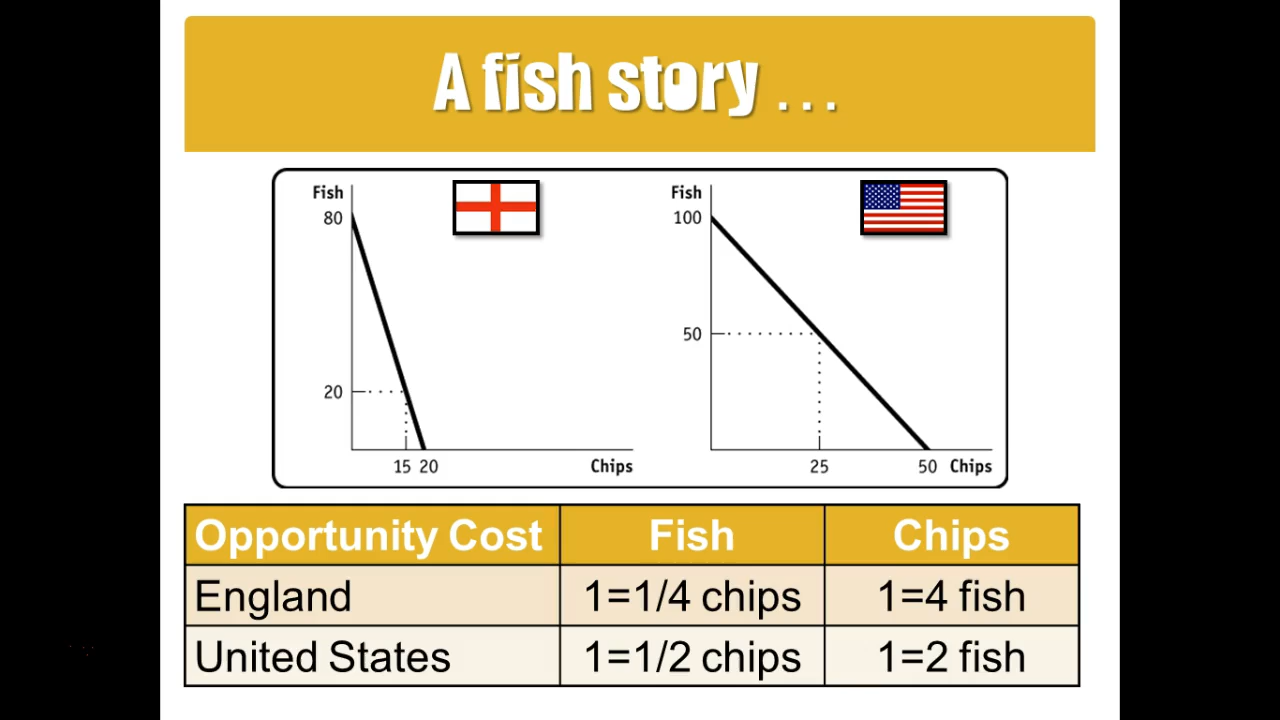 A fish story . . .
Fish
80
20
15 20
Chips
Fish
100
50
25
50 Chips
Opportunity Cost Fish Chips
England 1=1/4 chips 1=4 fish
United States 1=1/2 chips 1=2 fish